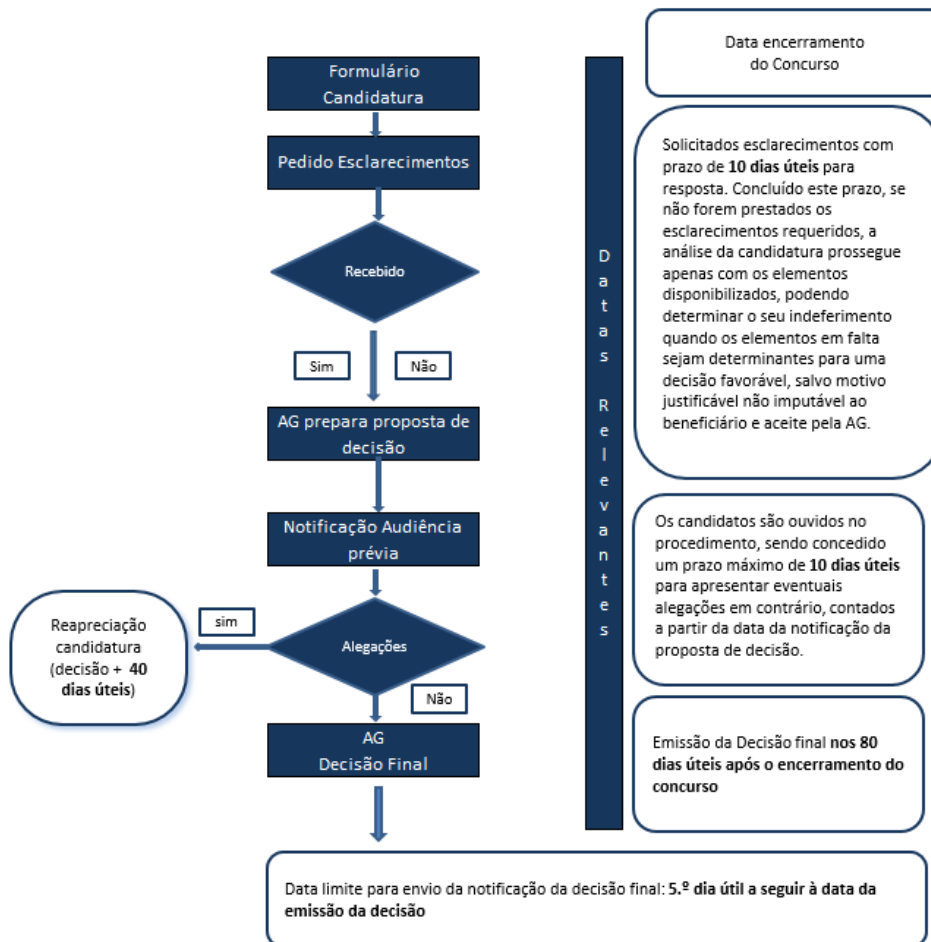 Formulário
Candidatura
Pedido Esclarecimentos
Recebido
Sim
Não
AG prepara proposta de
decisão
Notificação Audiência
prévia
Alegações
sim
Reapreciação
candidatura
(decisão + 40
dias úteis)
Não
AG
Decisão Final
Datas Relevantes
Data encerramento
do Concurso
Solicitados esclarecimentos com
prazo de 10 dias úteis para
resposta. Concluído este prazo, se
não forem prestados os
esclarecimentos requeridos, a
análise da candidatura prossegue
apenas com os elementos
disponibilizados, podendo
determinar o seu indeferimento
quando os elementos em falta
sejam determinantes para uma
decisão favorável, salvo motivo
justificável não imputável ao
beneficiário e aceite pela AG.
Os candidatos são ouvidos no
procedimento, sendo concedido
um prazo máximo de 10 dias úteis
para apresentar eventuais
alegações em contrário, contados
a partir da data da notificação da
proposta de decisão.
Emissão da Decisão final nos 80
dias úteis após o encerramento do
concurso
Data limite para envio da notificação da decisão final: 5.º dia útil a seguir à data da
emissão da decisão